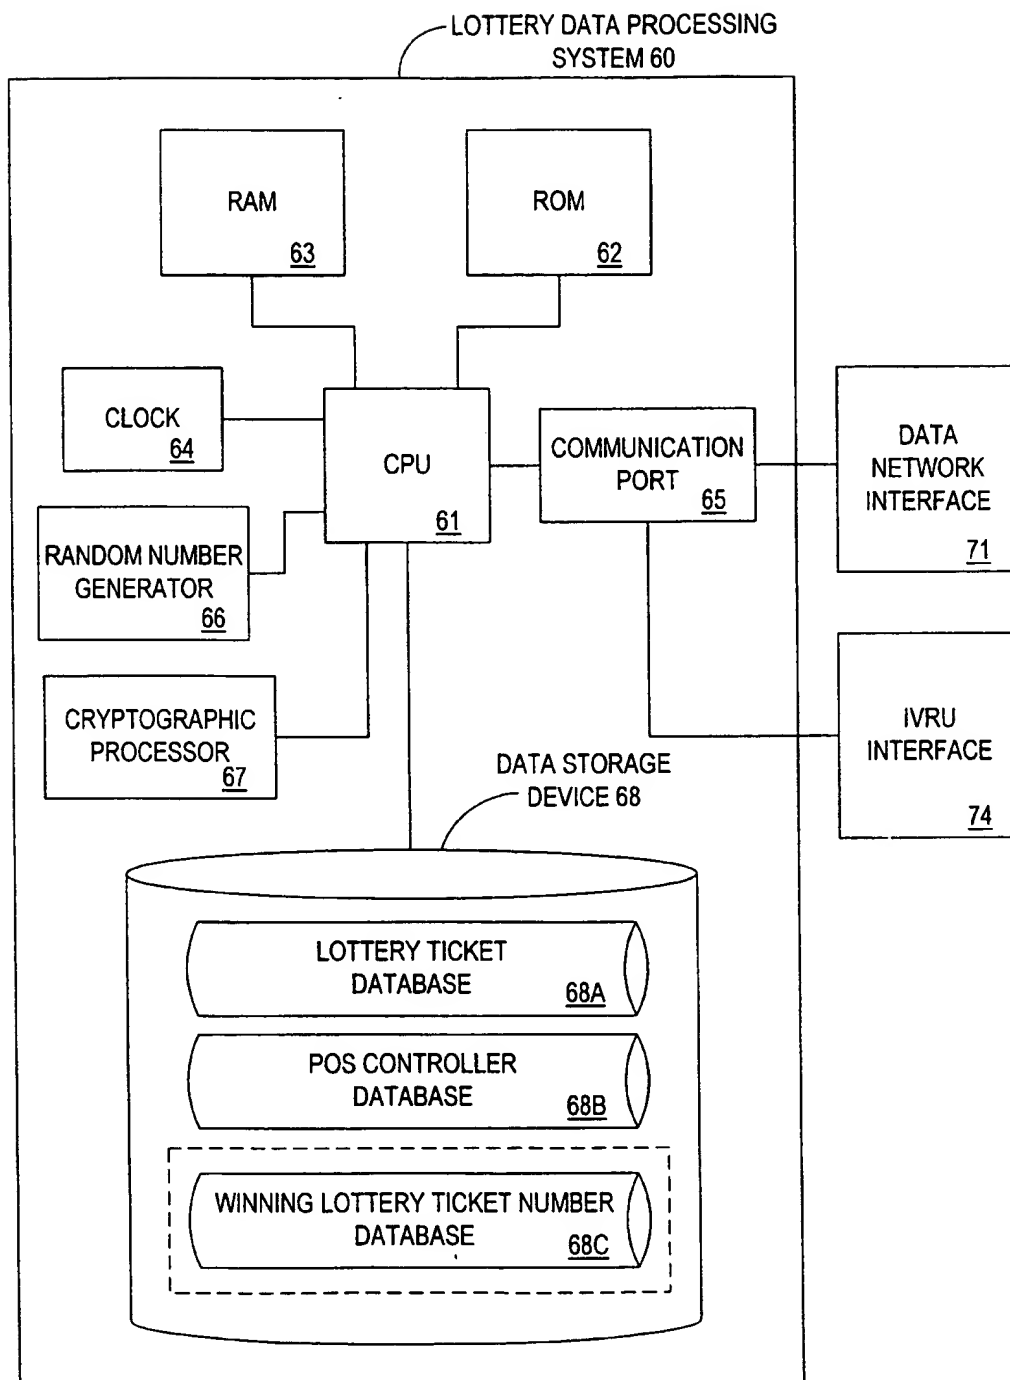 LOTTERY DATA PROCESSING
SYSTEM 60
RAM
63
ROM
62
CLOCK
64
CPU
61
COMMUNICATION
PORT
65
DATA
NETWORK
INTERFACE
71
RANDOM NUMBER
GENERATOR
66
IVRU
INTERFACE
74
CRYPTOGRAPHIC
PROCESSOR
67
DATA STORAGE
DEVICE 68
LOTTERY TICKET
DATABASE
68A
POS CONTROLLER
DATABASE
68B
WINNING LOTTERY TICKET NUMBER
DATABASE
68C